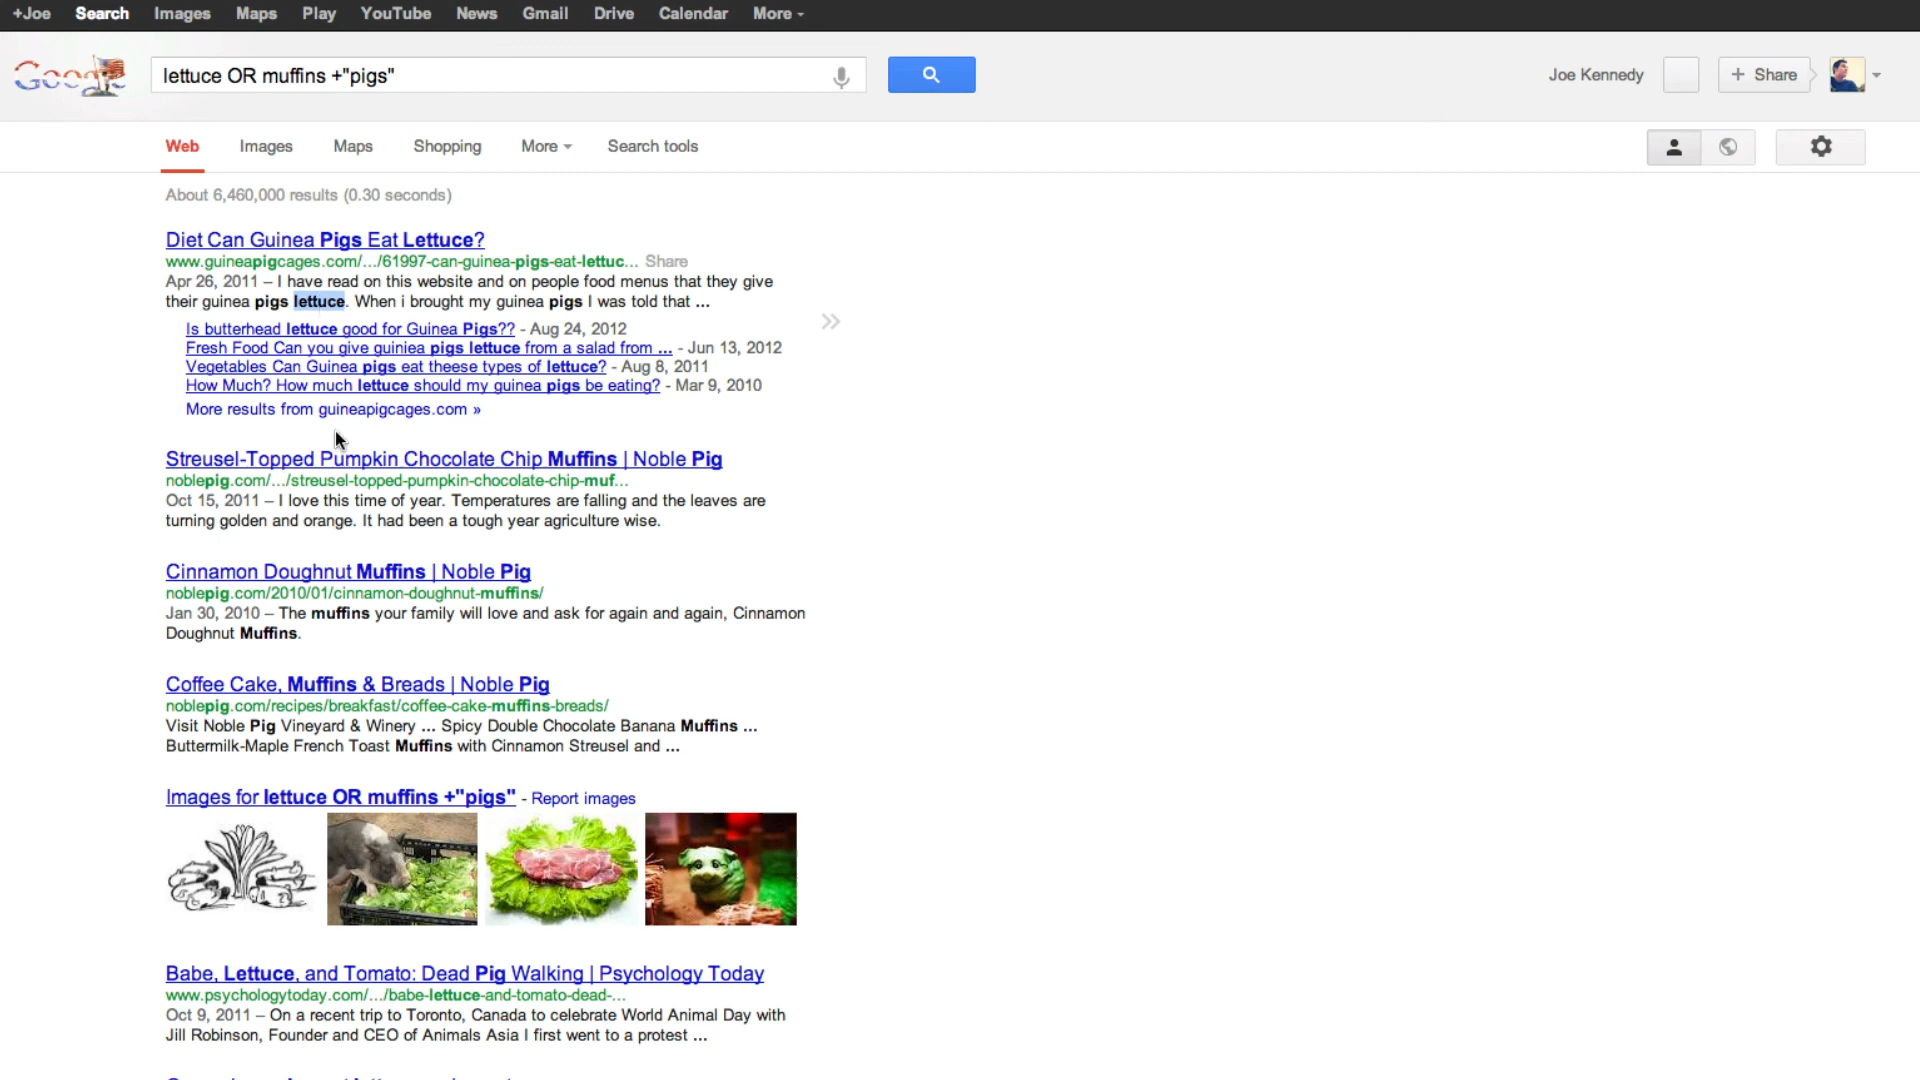 +Joe Search Images Maps Play YouTube News Gmail Drive Calendar More
Google
lettuce OR muffins +"pigs"
Joe Kennedy
+ Share
Web Images Maps Shopping More Search tools
About 6,460,000 results (0.30 seconds)
Diet Can Guinea Pigs Eat Lettuce?
www.guineapigcages.com/.../61997-can-guinea-pigs-eat-lettuc... Share
Apr 26, 2011 – I have read on this website and on people food menus that they give
their guinea pigs lettuce. When i brought my guinea pigs I was told that ...
Is butterhead lettuce good for Guinea Pigs?? - Aug 24, 2012
Fresh Food Can you give guiniea pigs lettuce from a salad from ... - Jun 13, 2012
Vegetables Can Guinea pigs eat theese types of lettuce? - Aug 8, 2011
How Much? How much lettuce should my guinea pigs be eating? - Mar 9, 2010
More results from guineapigcages.com »
Streusel-Topped Pumpkin Chocolate Chip Muffins | Noble Pig
noblepig.com/.../streusel-topped-pumpkin-chocolate-chip-muf...
Oct 15, 2011 – I love this time of year. Temperatures are falling and the leaves are
turning golden and orange. It had been a tough year agriculture wise.
Cinnamon Doughnut Muffins | Noble Pig
noblepig.com/2010/01/cinnamon-doughnut-muffins/
Jan 30, 2010 – The muffins your family will love and ask for again and again, Cinnamon
Doughnut Muffins.
Coffee Cake, Muffins & Breads | Noble Pig
noblepig.com/recipes/breakfast/coffee-cake-muffins-breads/
Visit Noble Pig Vineyard & Winery ... Spicy Double Chocolate Banana Muffins ...
Buttermilk-Maple French Toast Muffins with Cinnamon Streusel and ...
Images for lettuce OR muffins +"pigs" - Report images
Babe, Lettuce, and Tomato: Dead Pig Walking | Psychology Today
www.psychologytoday.com/.../babe-lettuce-and-tomato-dead-...
Oct 9, 2011 – On a recent trip to Toronto, Canada to celebrate World Animal Day with
Jill Robinson, Founder and CEO of Animals Asia I first went to a protest ...